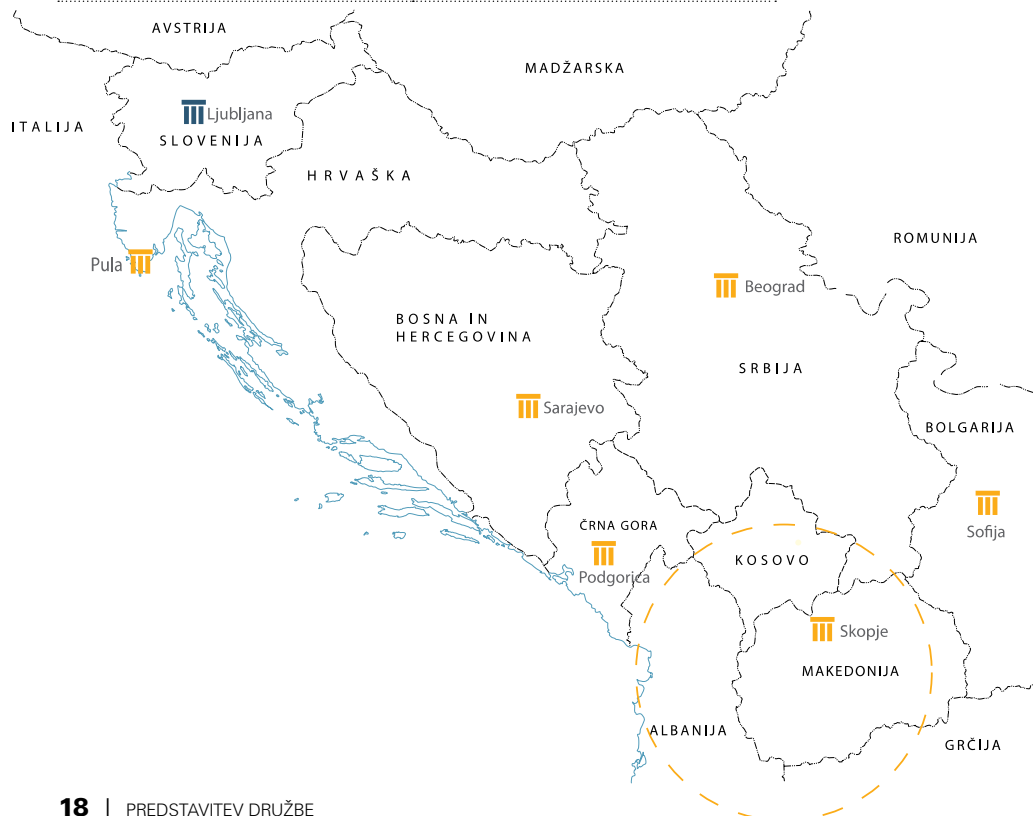 AVSTRIJA
MADŽARSKA
Ljubljana
ITALIJA
SLOVENIJA
HRVAŠKA
ROMUNIJA
Pula
Beograd
BOSNA IN
HERCEGOVINA
SRBIJA
Sarajevo
BOLGARIJA
ČRNA GORA
Sofija
KOSOVO
Podgorica
Skopje
MAKEDONIJA
ALBANIJA
GRČIJA
18 | PREDSTAVITEV DRUŽBE